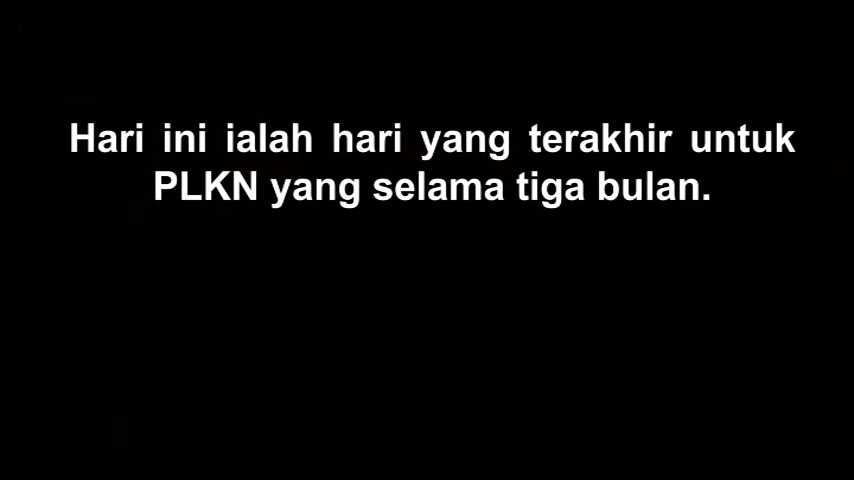 Hari ini ialah hari yang terakhir untuk
PLKN yang selama tiga bulan.